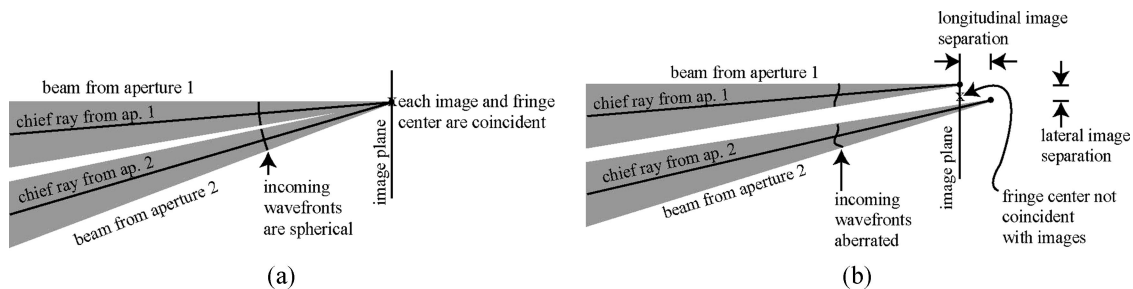 beam from aperture 1
chief ray from ap. 1
x each image and fringe
center are coincident
chief ray from ap. 2
beam from aperture 2
image plane
incoming
wavefronts
are spherical
(a)
longitudinal image
separation
beam from aperture 1
chief ray from ap. 1
x
chief ray from ap. 2
beam from aperture 2
image plane
lateral image
separation
incoming
wavefronts
aberrated
fringe center not
coincident
with images
(b)